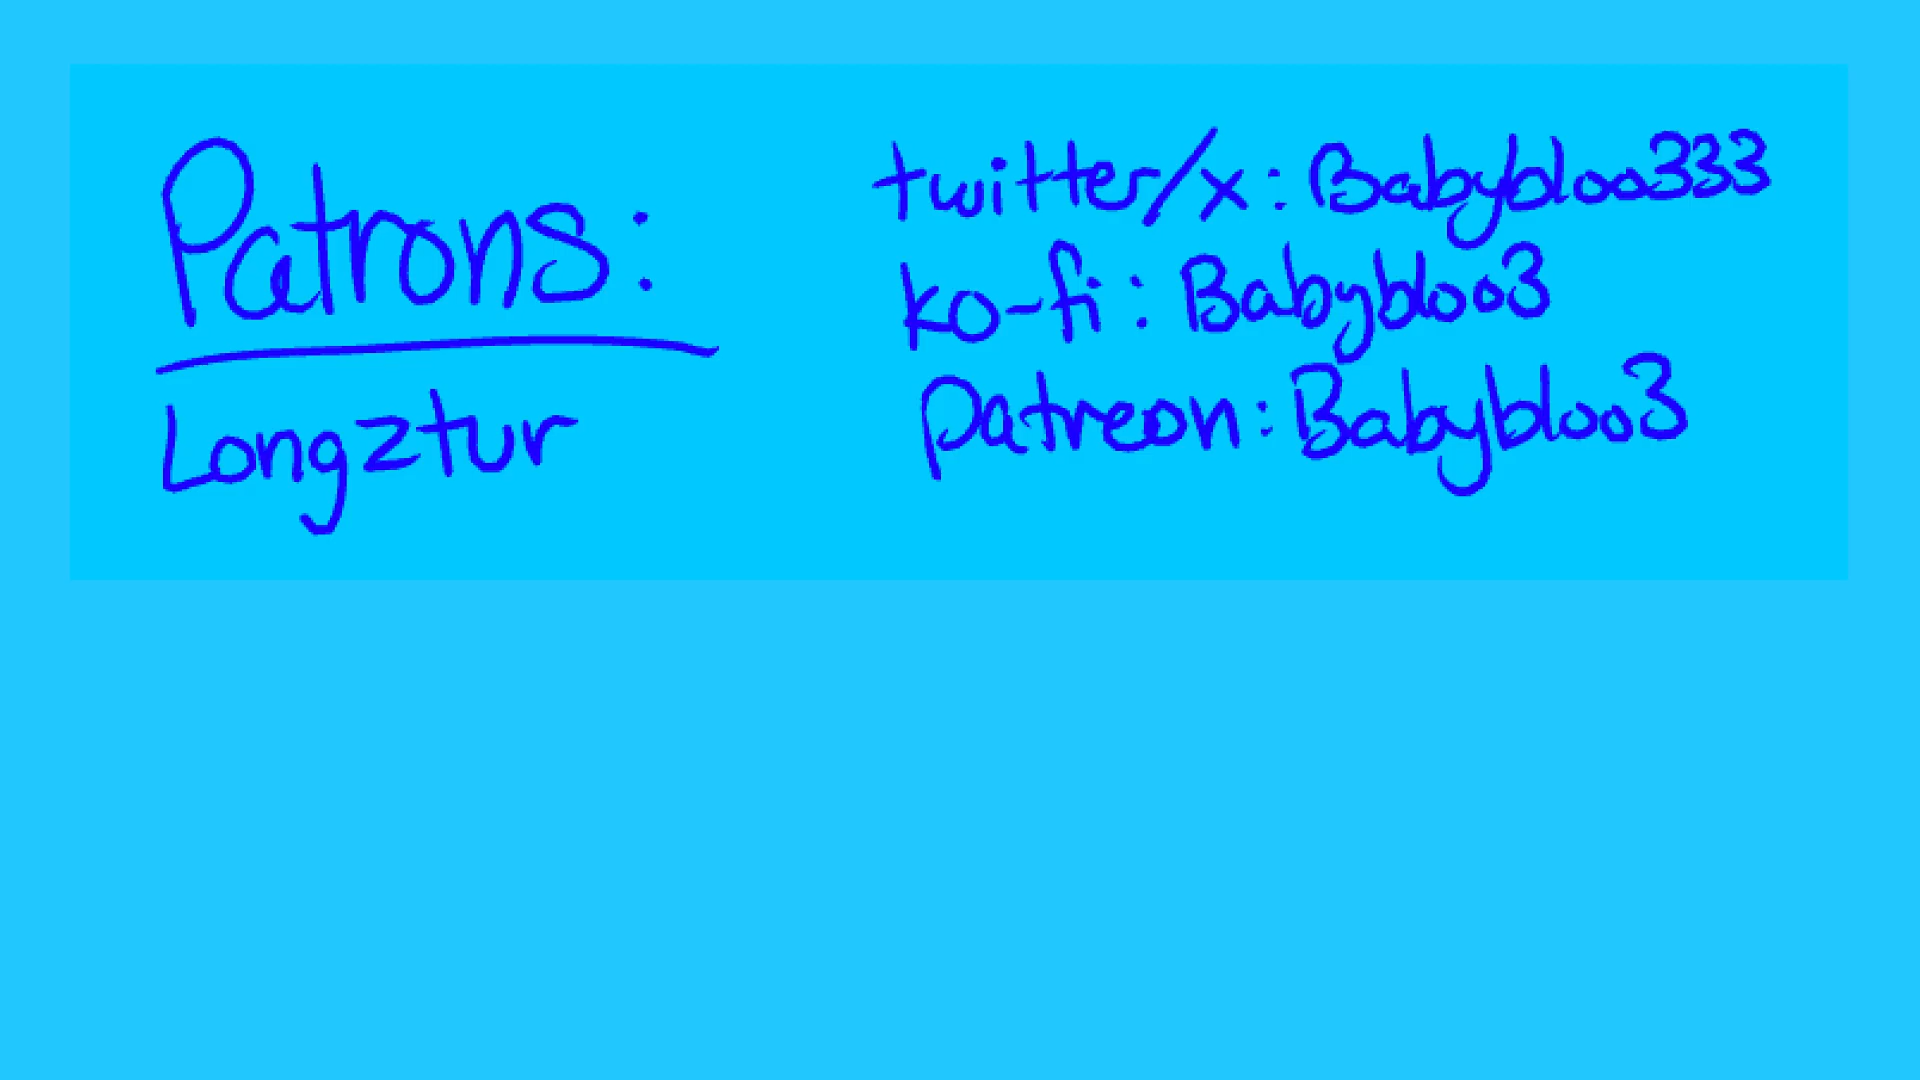 Patrons:
Longztur
twitter/x: Babybloo333
ko-fi: Babybloo3
patreon: Babybloo3